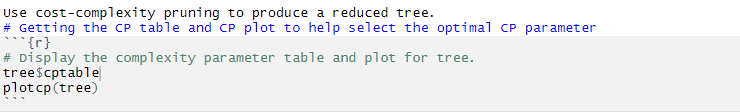 Use cost-complexity pruning to produce a reduced tree.
# Getting the CP table and CP plot to help select the optimal CP parameter
```{r}
# Display the complexity parameter table and plot for tree.
tree$cptable
plotcp(tree)
```